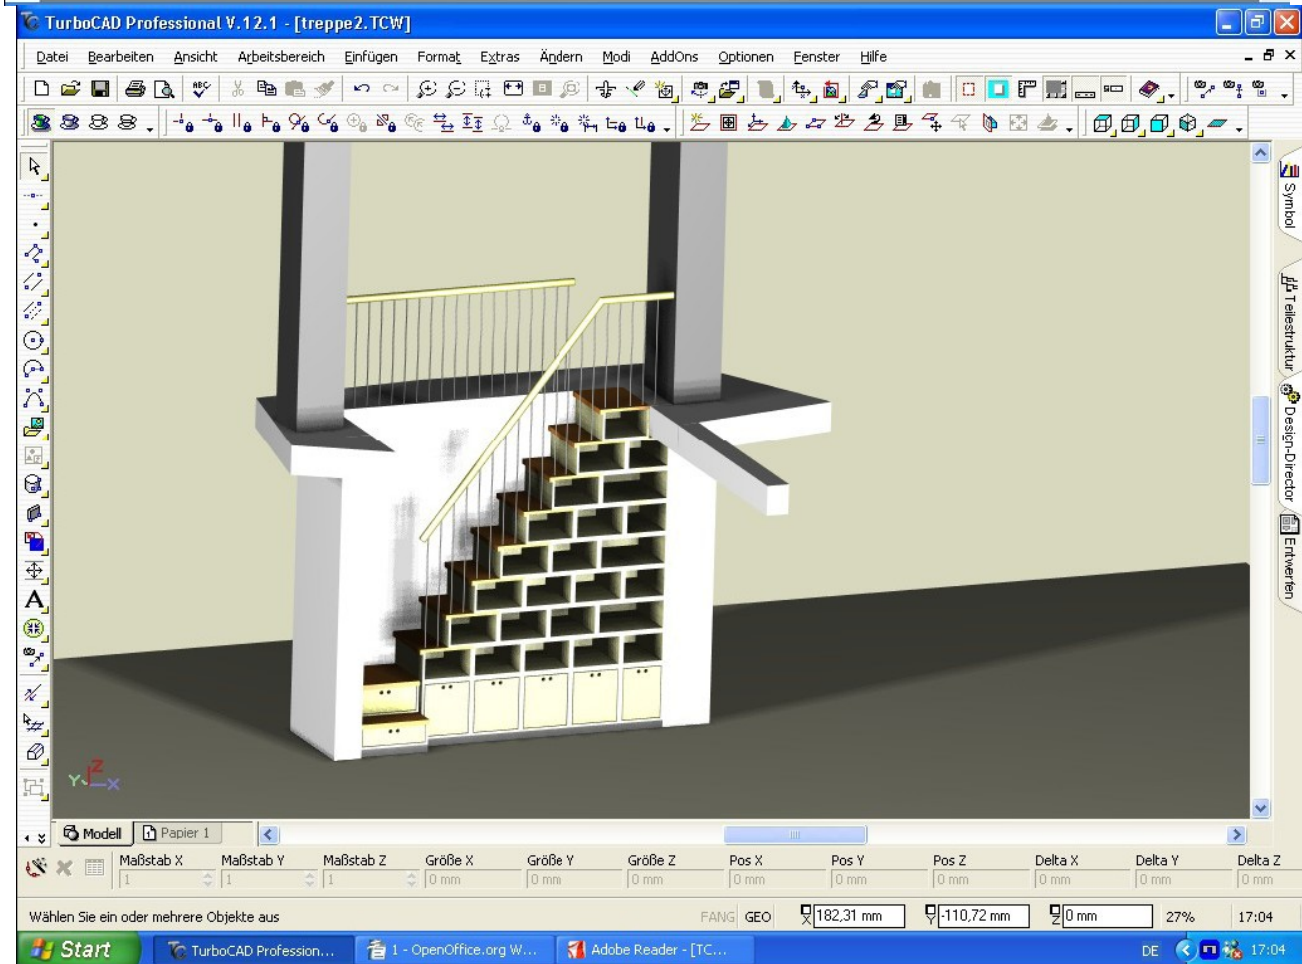 TurboCAD Professional V.12.1 - [treppe2.TCW]
Datei Bearbeiten Ansicht Arbeitsbereich Einfügen Format Extras Ändern Modi AddOns Optionen Fenster Hilfe
Symbol
Teilestruktur
Design-Director
Entwerfen
A
Z
Y X
Modell Papier 1
Maßstab X Maßstab Y Maßstab Z Größe X Größe Y Größe Z Pos X Pos Y Pos Z Delta X Delta Y Delta Z
1 1 1 0 mm 0 mm 0 mm 0 mm 0 mm 0 mm 0 mm 0 mm 0 mm
Wählen Sie ein oder mehrere Objekte aus FANG GEO X 182,31 mm Y -110,72 mm Z 0 mm 27% 17:04
Start TurboCAD Profession... 1 - OpenOffice.org W... Adobe Reader - [TC... DE 17:04